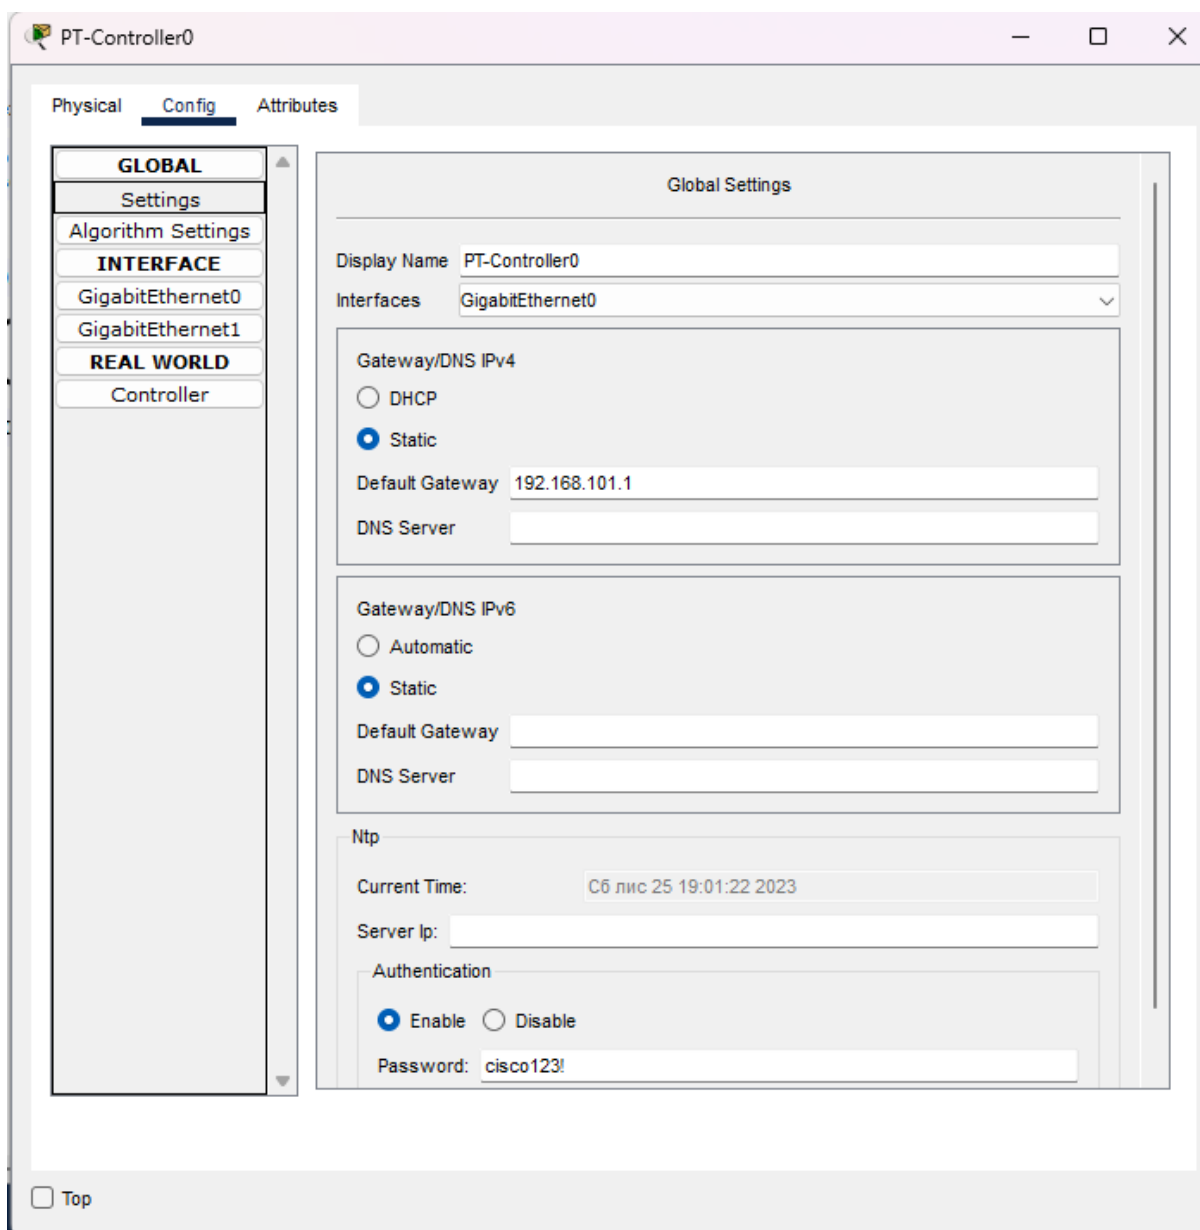 PT-Controller0
Physical Config Attributes
GLOBAL
Settings
Algorithm Settings
INTERFACE
GigabitEthernet0
GigabitEthernet1
REAL WORLD
Controller
Global Settings
Display Name PT-Controller0
Interfaces GigabitEthernet0
Gateway/DNS IPv4
DHCP
Static
Default Gateway 192.168.101.1
DNS Server
Gateway/DNS IPv6
Automatic
Static
Default Gateway
DNS Server
Ntp
Current Time: Сб лис 25 19:01:22 2023
Server Ip:
Authentication
Enable Disable
Password: cisco123!
Top